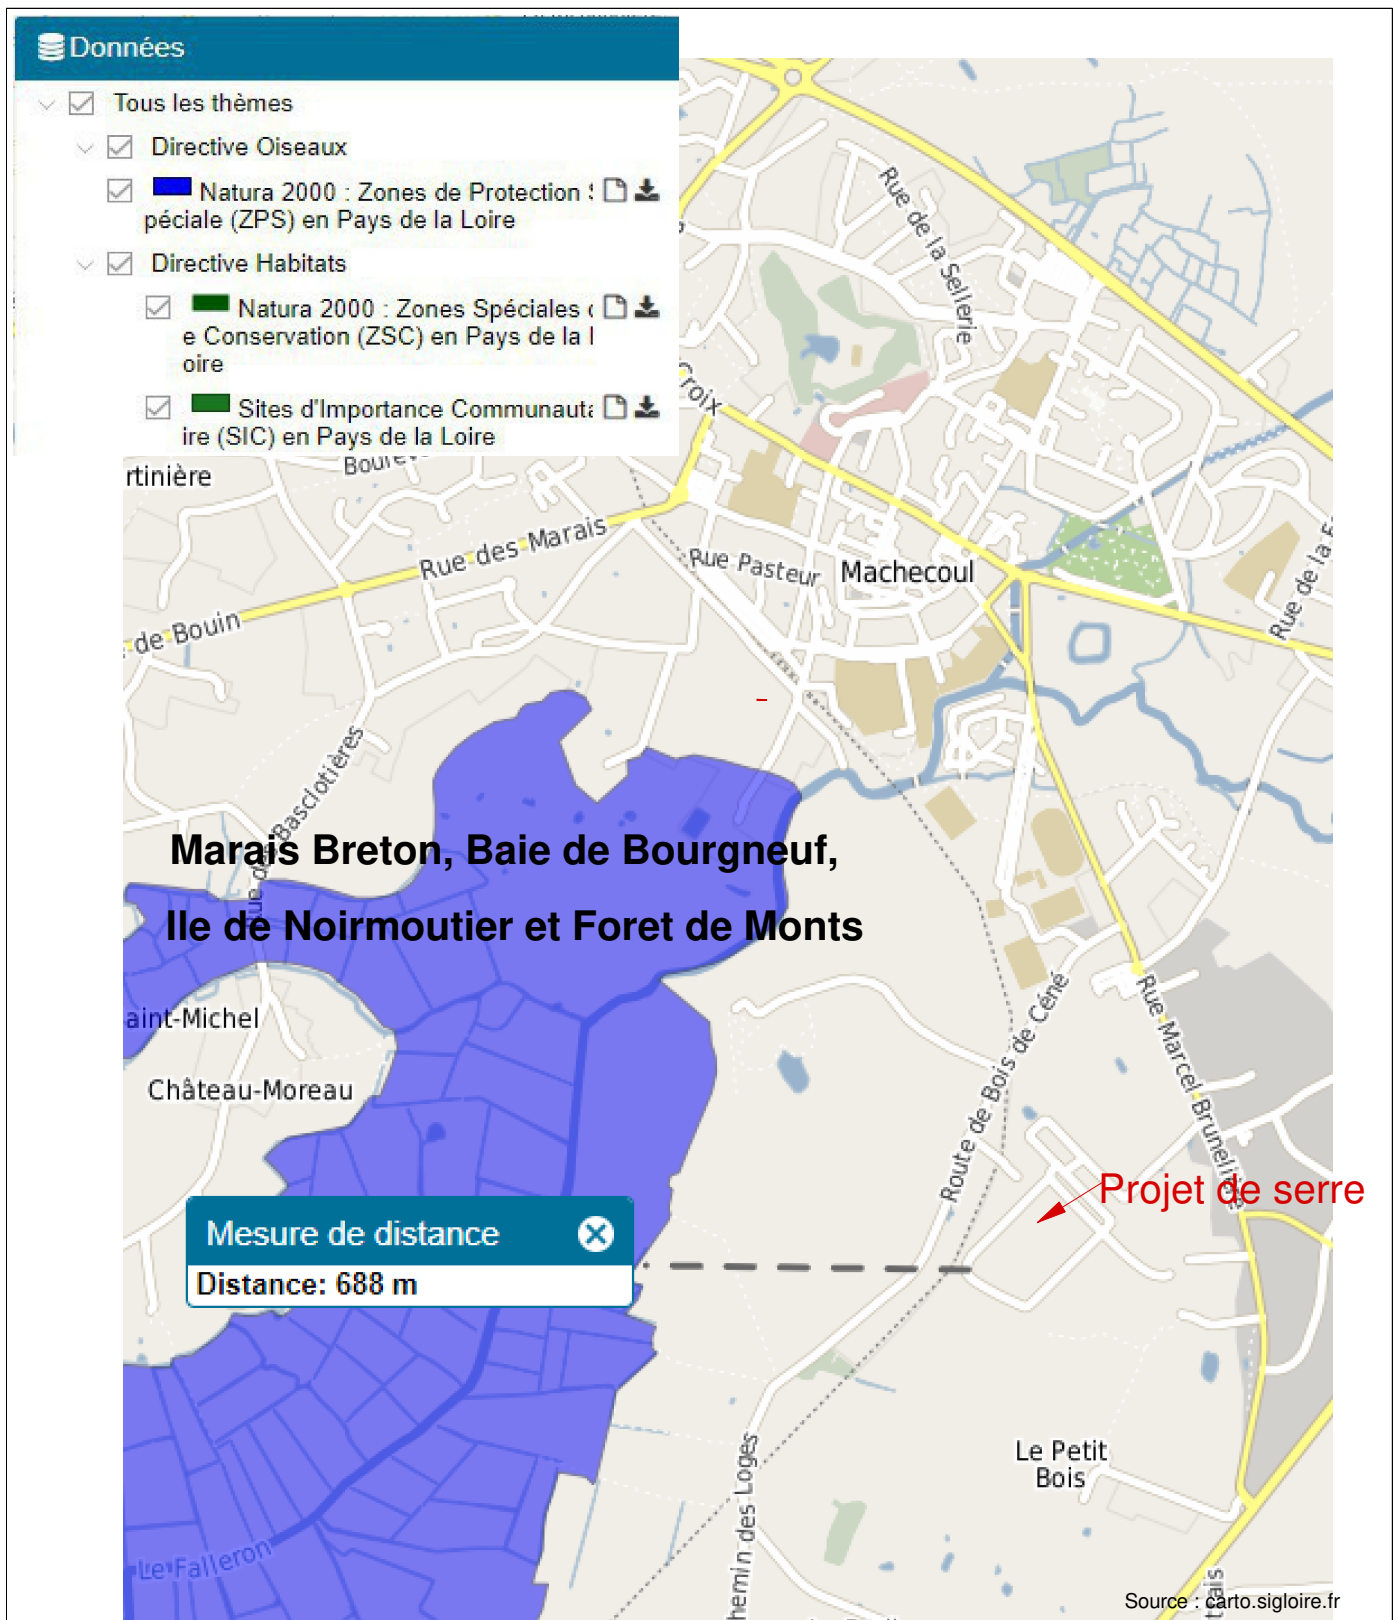 Données
Tous les thèmes
Directive Oiseaux
Natura 2000 : Zones de Protection S
péciale (ZPS) en Pays de la Loire
Directive Habitats
Natura 2000 : Zones Spéciales d
e Conservation (ZSC) en Pays de la l
oire
Sites d'Importance Communauta
ire (SIC) en Pays de la Loire
Rue de la Sellerie
Croix
rtinière
Rue des Marais
Rue Pasteur
Machecoul
de Bouin
Rue des Basclotières
Marais Breton, Baie de Bourgneuf,
Ile de Noirmoutier et Foret de Monts
aint-Michel
Château-Moreau
Route de Bois de Céné
Rue Marcel Brunelière
Projet de serre
Mesure de distance
Distance: 688 m
Le Petit
Bois
hemin des Loges
Le Falleron
Source : carto.sigloire.fr